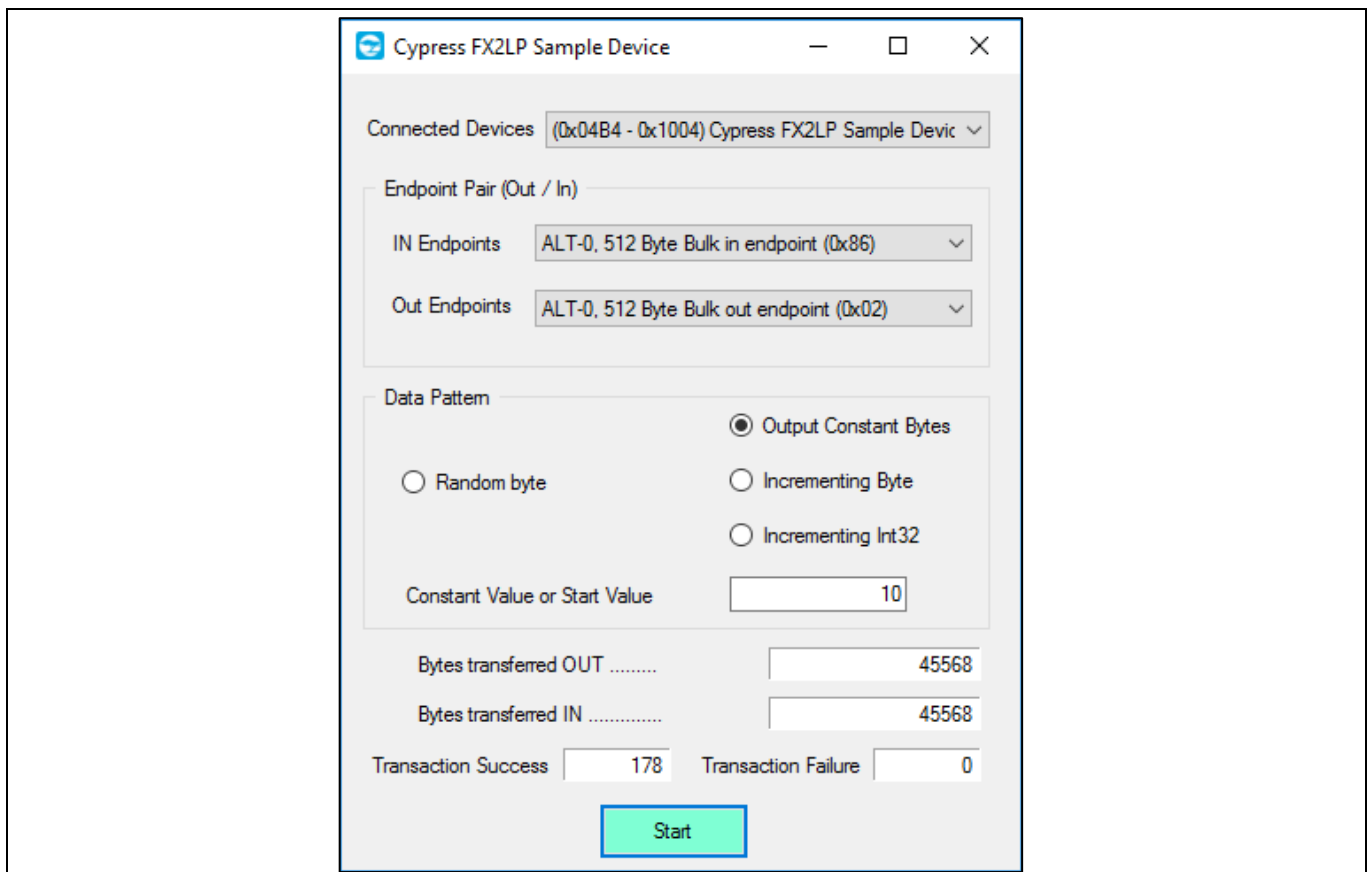 Cypress FX2LP Sample Device
Connected Devices (0x04B4 - 0x1004) Cypress FX2LP Sample Devic
Endpoint Pair (Out / In)
IN Endpoints ALT-0, 512 Byte Bulk in endpoint (0x86)
Out Endpoints ALT-0, 512 Byte Bulk out endpoint (0x02)
Data Pattern
Output Constant Bytes
Random byte Incrementing Byte
Incrementing Int32
Constant Value or Start Value 10
Bytes transferred OUT ......... 45568
Bytes transferred IN .............. 45568
Transaction Success 178 Transaction Failure 0
Start